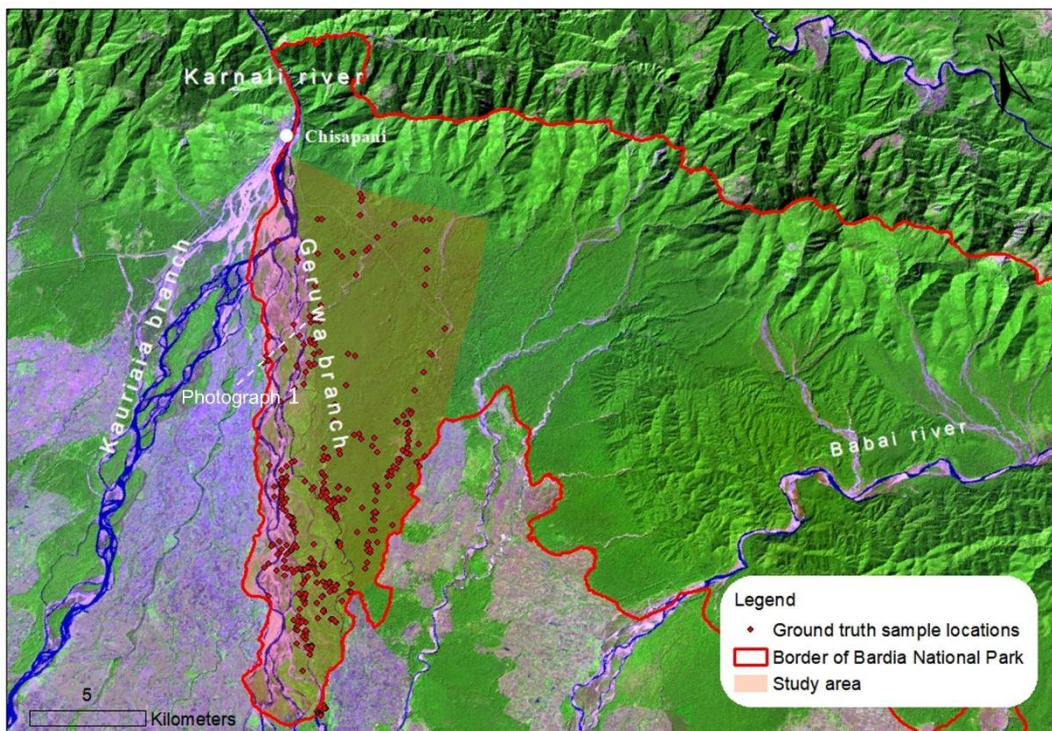 N
Karnali river
Chisapani
Kauriala branch
Geruwa branch
Photograph 1
Babai river
Legend
Ground truth sample locations
Border of Bardia National Park
Study area
5
Kilometers